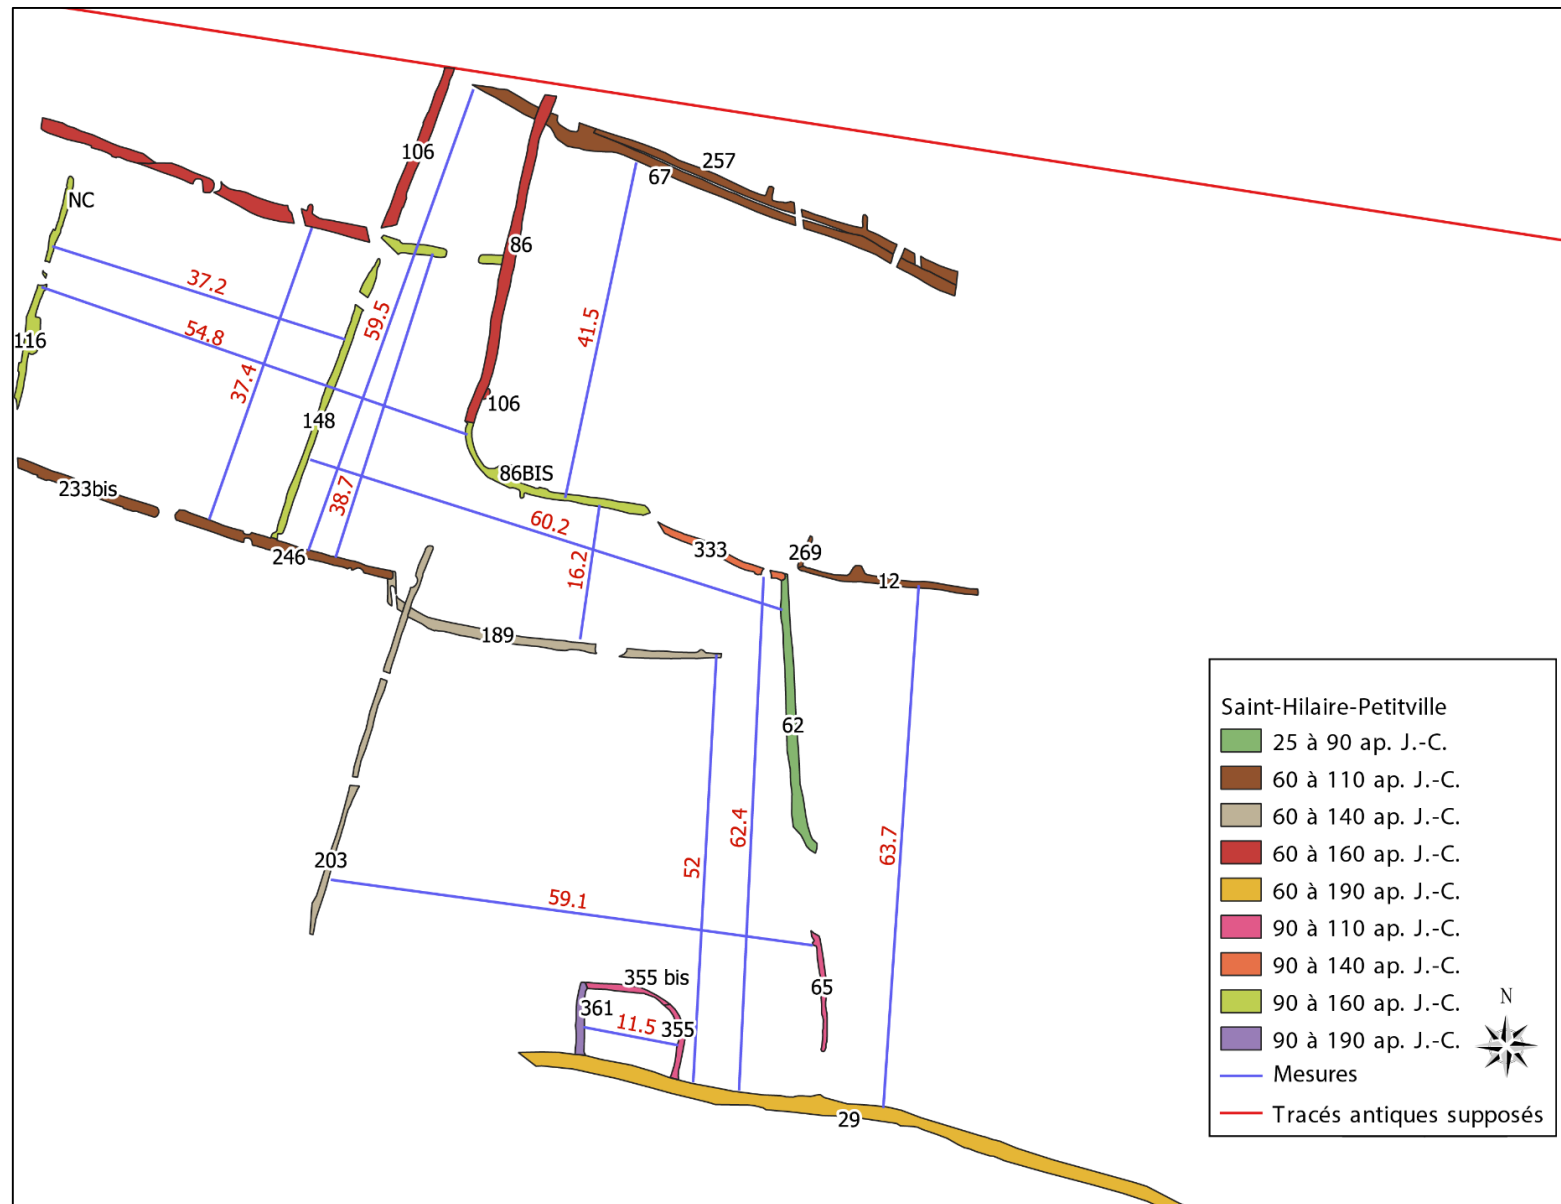 106
257
67
NC
86
37.2
59.5
41.5
54.8
116
37.4
106
148
86BIS
233bis
38.7
60.2
333
269
246
16.2
12
189
62
62.4
63.7
52
203
59.1
355 bis
65
361
11.5
355
29
Saint-Hilaire-Petitville
25 à 90 ap. J.-C.
60 à 110 ap. J.-C.
60 à 140 ap. J.-C.
60 à 160 ap. J.-C.
60 à 190 ap. J.-C.
90 à 110 ap. J.-C.
90 à 140 ap. J.-C.
90 à 160 ap. J.-C.
90 à 190 ap. J.-C.
N
Mesures
Tracés antiques supposés